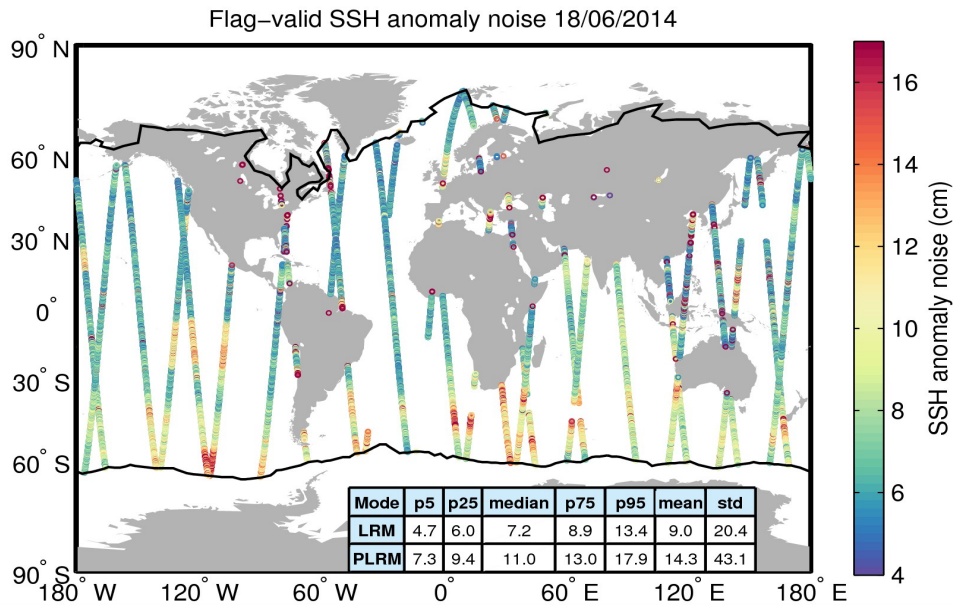 Flag−valid SSH anomaly noise 18/06/2014
90° N
60° N
30° N
0°
30° S
60° S
90° S
180° W
120° W
60° W
0°
60° E
120° E
180° E
Mode p5 p25 median p75 p95 mean std
LRM 4.7 6.0 7.2 8.9 13.4 9.0 20.4
PLRM 7.3 9.4 11.0 13.0 17.9 14.3 43.1
16
14
12
10
8
6
4
SSH anomaly noise (cm)